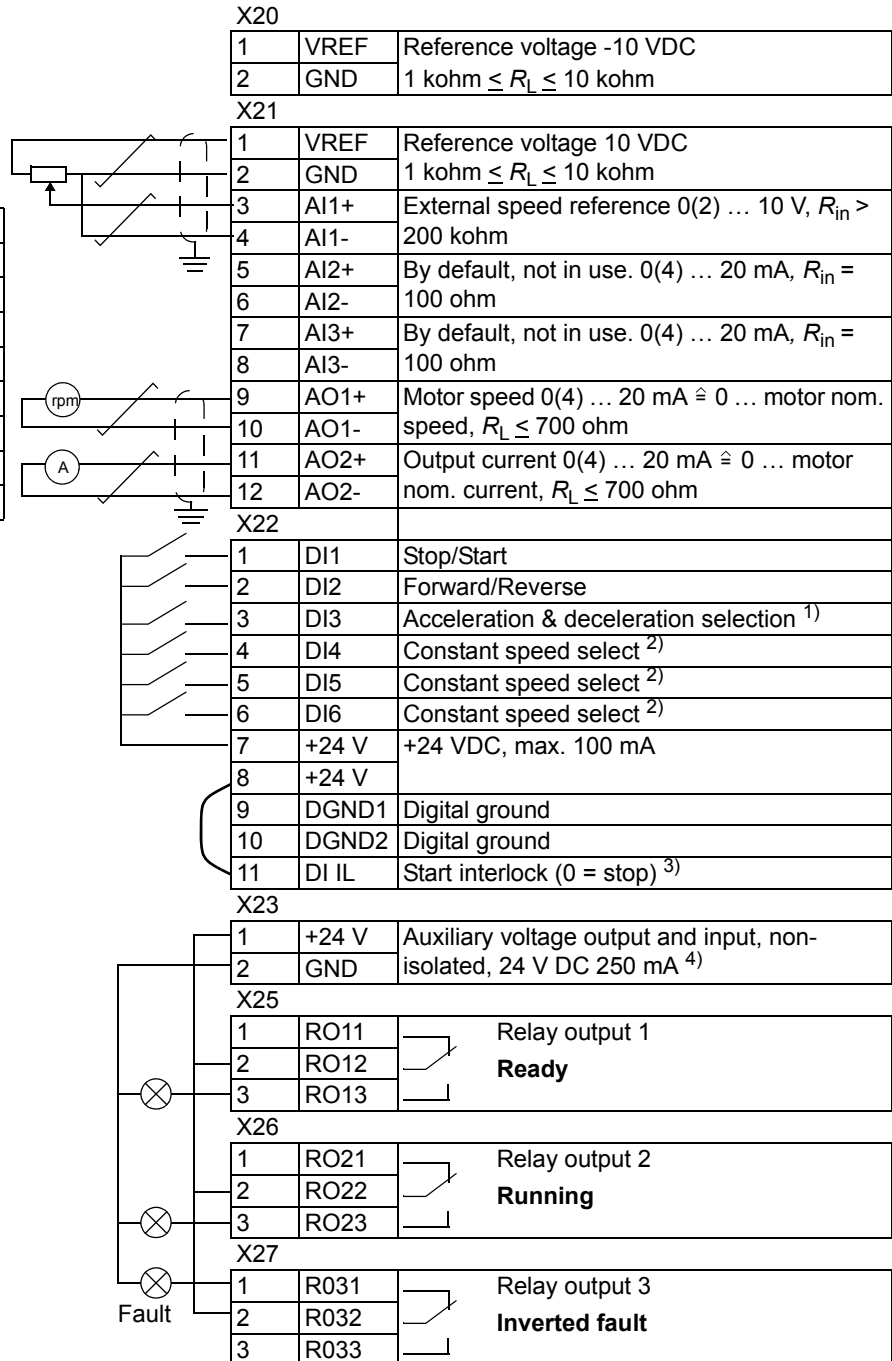 X20
1 VREF Reference voltage -10 VDC
2 GND 1 kohm ≤ RL ≤ 10 kohm
X21
1 VREF Reference voltage 10 VDC
2 GND 1 kohm ≤ RL ≤ 10 kohm
3 AI1+ External speed reference 0(2) … 10 V, Rin >
4 AI1- 200 kohm
5 AI2+ By default, not in use. 0(4) … 20 mA, Rin =
6 AI2- 100 ohm
7 AI3+ By default, not in use. 0(4) … 20 mA, Rin =
8 AI3- 100 ohm
rpm 9 AO1+ Motor speed 0(4) … 20 mA ≙ 0 … motor nom.
10 AO1- speed, RL ≤ 700 ohm
A 11 AO2+ Output current 0(4) … 20 mA ≙ 0 … motor
12 AO2- nom. current, RL ≤ 700 ohm
X22
1 DI1 Stop/Start
2 DI2 Forward/Reverse
3 DI3 Acceleration & deceleration selection 1)
4 DI4 Constant speed select 2)
5 DI5 Constant speed select 2)
6 DI6 Constant speed select 2)
7 +24 V +24 VDC, max. 100 mA
8 +24 V
9 DGND1 Digital ground
10 DGND2 Digital ground
11 DI IL Start interlock (0 = stop) 3)
X23
1 +24 V Auxiliary voltage output and input, non-
2 GND isolated, 24 V DC 250 mA 4)
X25
1 RO11 Relay output 1
2 RO12 Ready
3 RO13
X26
1 RO21 Relay output 2
2 RO22 Running
3 RO23
X27
1 R031 Relay output 3
Fault 2 R032 Inverted fault
3 R033